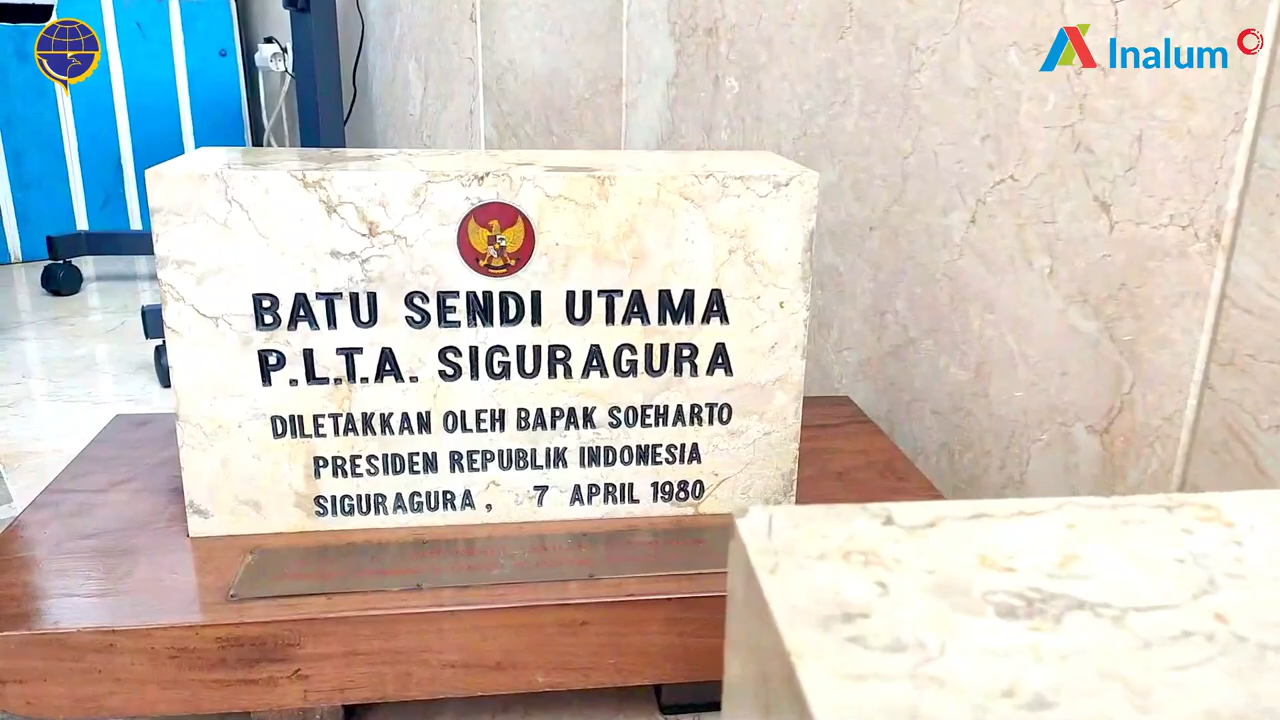 Inalum
BATU SENDI UTAMA
P.L.T.A. SIGURAGURA
DILETAKKAN OLEH BAPAK SOEHARTO
PRESIDEN REPUBLIK INDONESIA
SIGURAGURA, 7 APRIL 1980